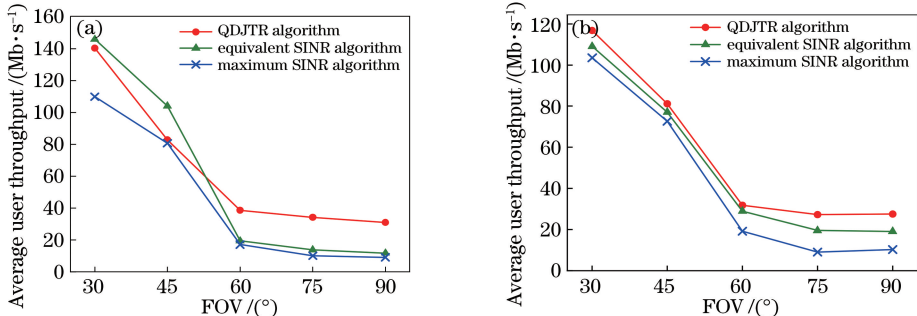 (a)
QDJTR algorithm
equivalent SINR algorithm
maximum SINR algorithm
Average user throughput /(Mb·s⁻¹)
160
140
120
100
80
60
40
20
0
30 45 60 75 90
FOV /(°)
(b)
QDJTR algorithm
equivalent SINR algorithm
maximum SINR algorithm
Average user throughput /(Mb·s⁻¹)
120
100
80
60
40
20
0
30 45 60 75 90
FOV /(°)